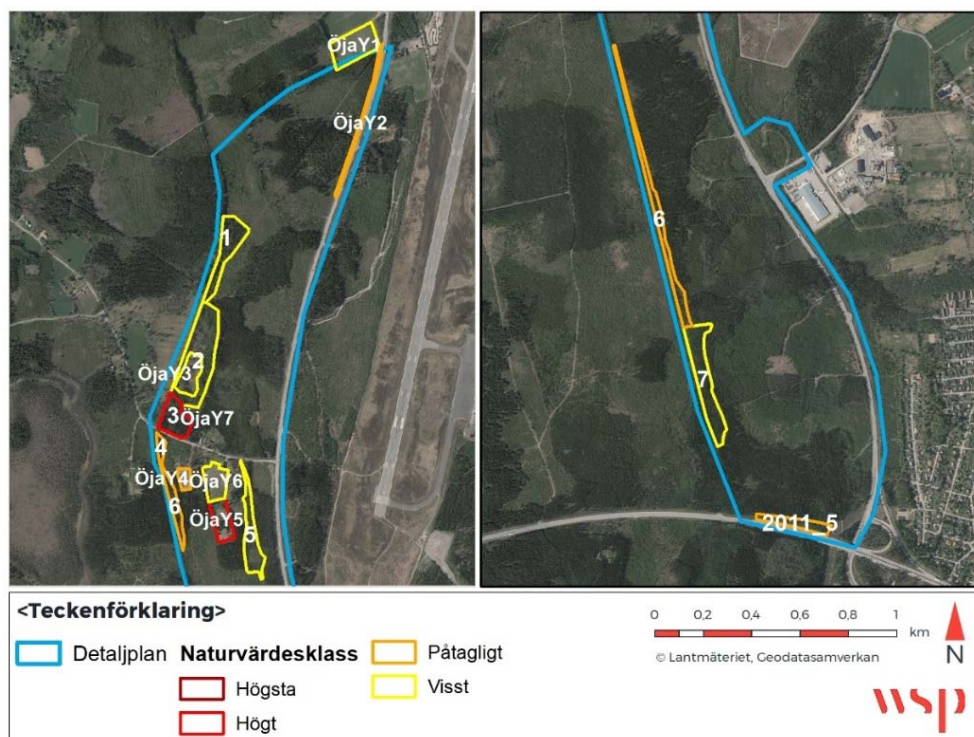 ÖjaY1
ÖjaY2
1
2
ÖjaY3
3
ÖjaY7
4
ÖjaY4
ÖjaY6
6
ÖjaY5
5
6
7
2011_5
<Teckenförklaring>
Detaljplan
Naturvärdesklass
Högsta
Högt
Påtagligt
Visst
0 0,2 0,4 0,6 0,8 1
km
© Lantmäteriet, Geodatasamverkan
N
wsp